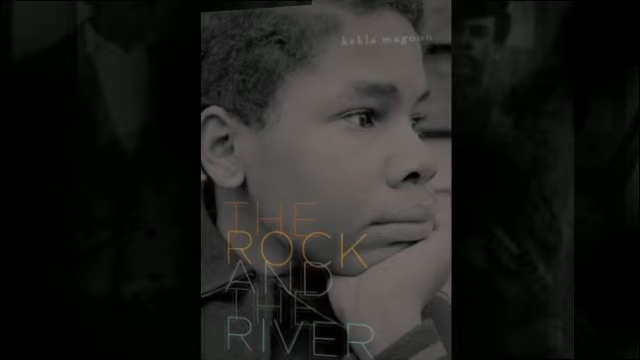 kekla magoon
THE
ROCK
AND
THE
RIVER